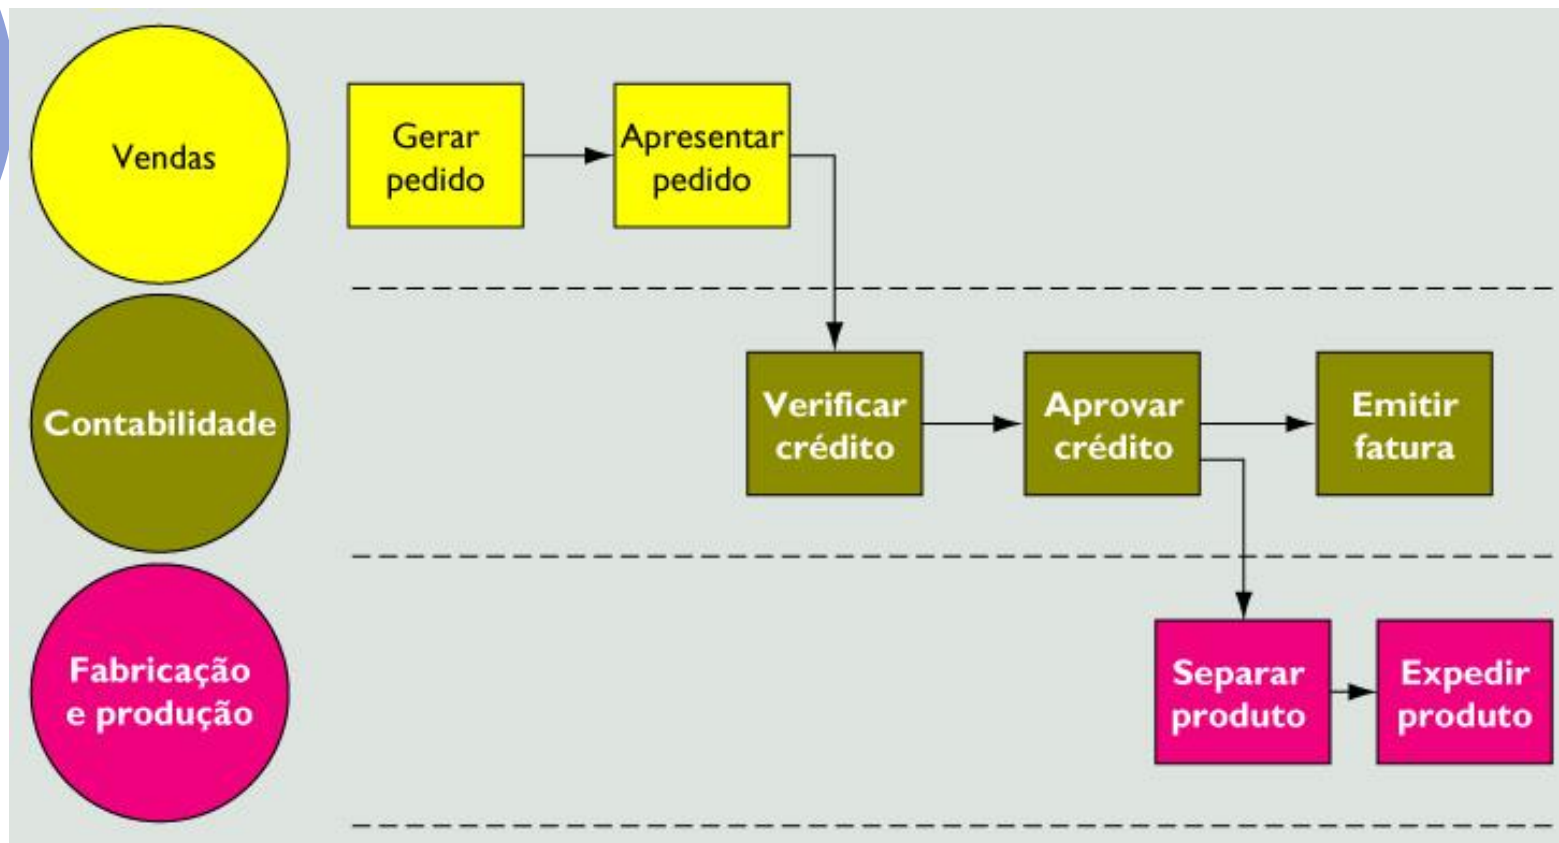 Vendas
Gerar
pedido
Apresentar
pedido
Contabilidade
Verificar
crédito
Aprovar
crédito
Emitir
fatura
Fabricação
e produção
Separar
produto
Expedir
produto